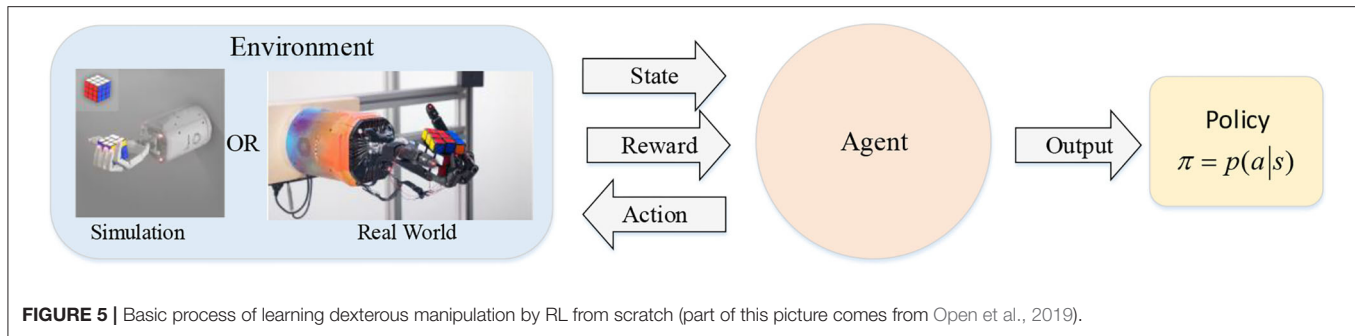 Environment
OR
Simulation
Real World
State
Reward
Action
Agent
Output
Policy
π = p(a|s)
FIGURE 5 | Basic process of learning dexterous manipulation by RL from scratch (part of this picture comes from Open et al., 2019).